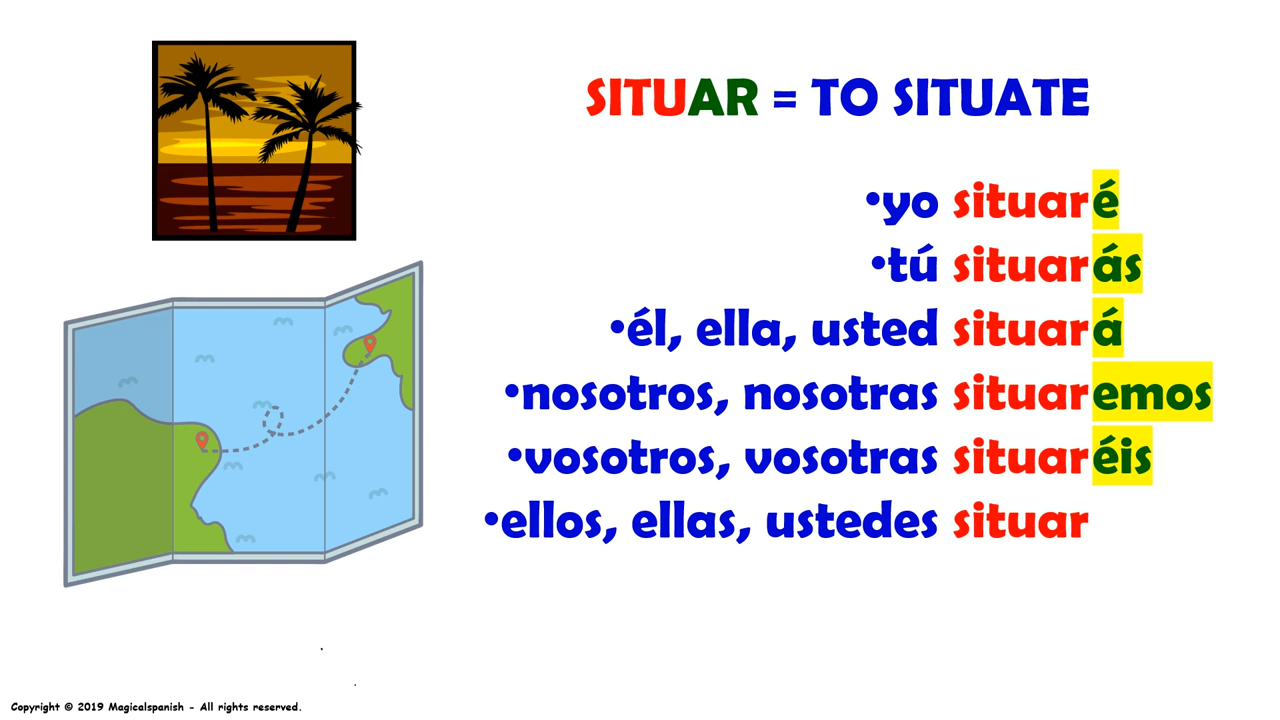 SITUAR = TO SITUATE
•yo situaré
•tú situarás
•él, ella, usted situará
•nosotros, nosotras situaremos
•vosotros, vosotras situaréis
•ellos, ellas, ustedes situar
Copyright © 2019 Magicalspanish - All rights reserved.